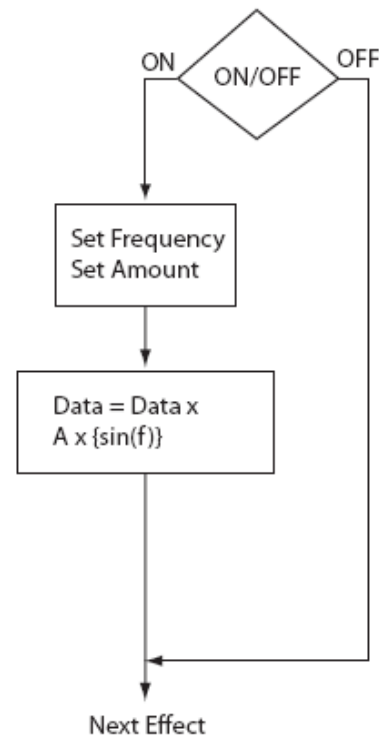 ON
ON/OFF
OFF
Set Frequency
Set Amount
Data = Data x
A x {sin(f)}
Next Effect